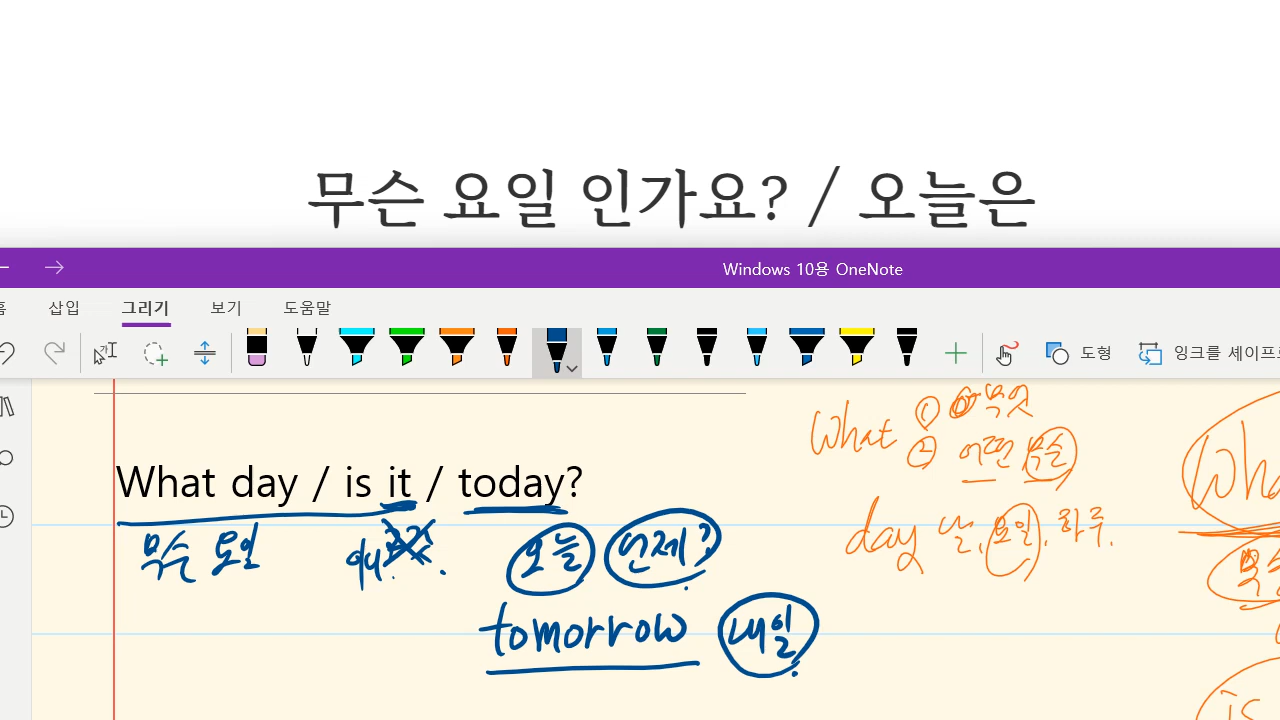 무슨 요일 인가요? / 오늘은
Windows 10용 OneNote
홈 삽입 그리기 보기 도움말
도형 잉크를 셰이프로
What ① 무엇
② 어떤 무슨
What day / is it / today?
day 날, 요일, 하루.
무슨 요일
오늘 언제?
tomorrow 내일
is